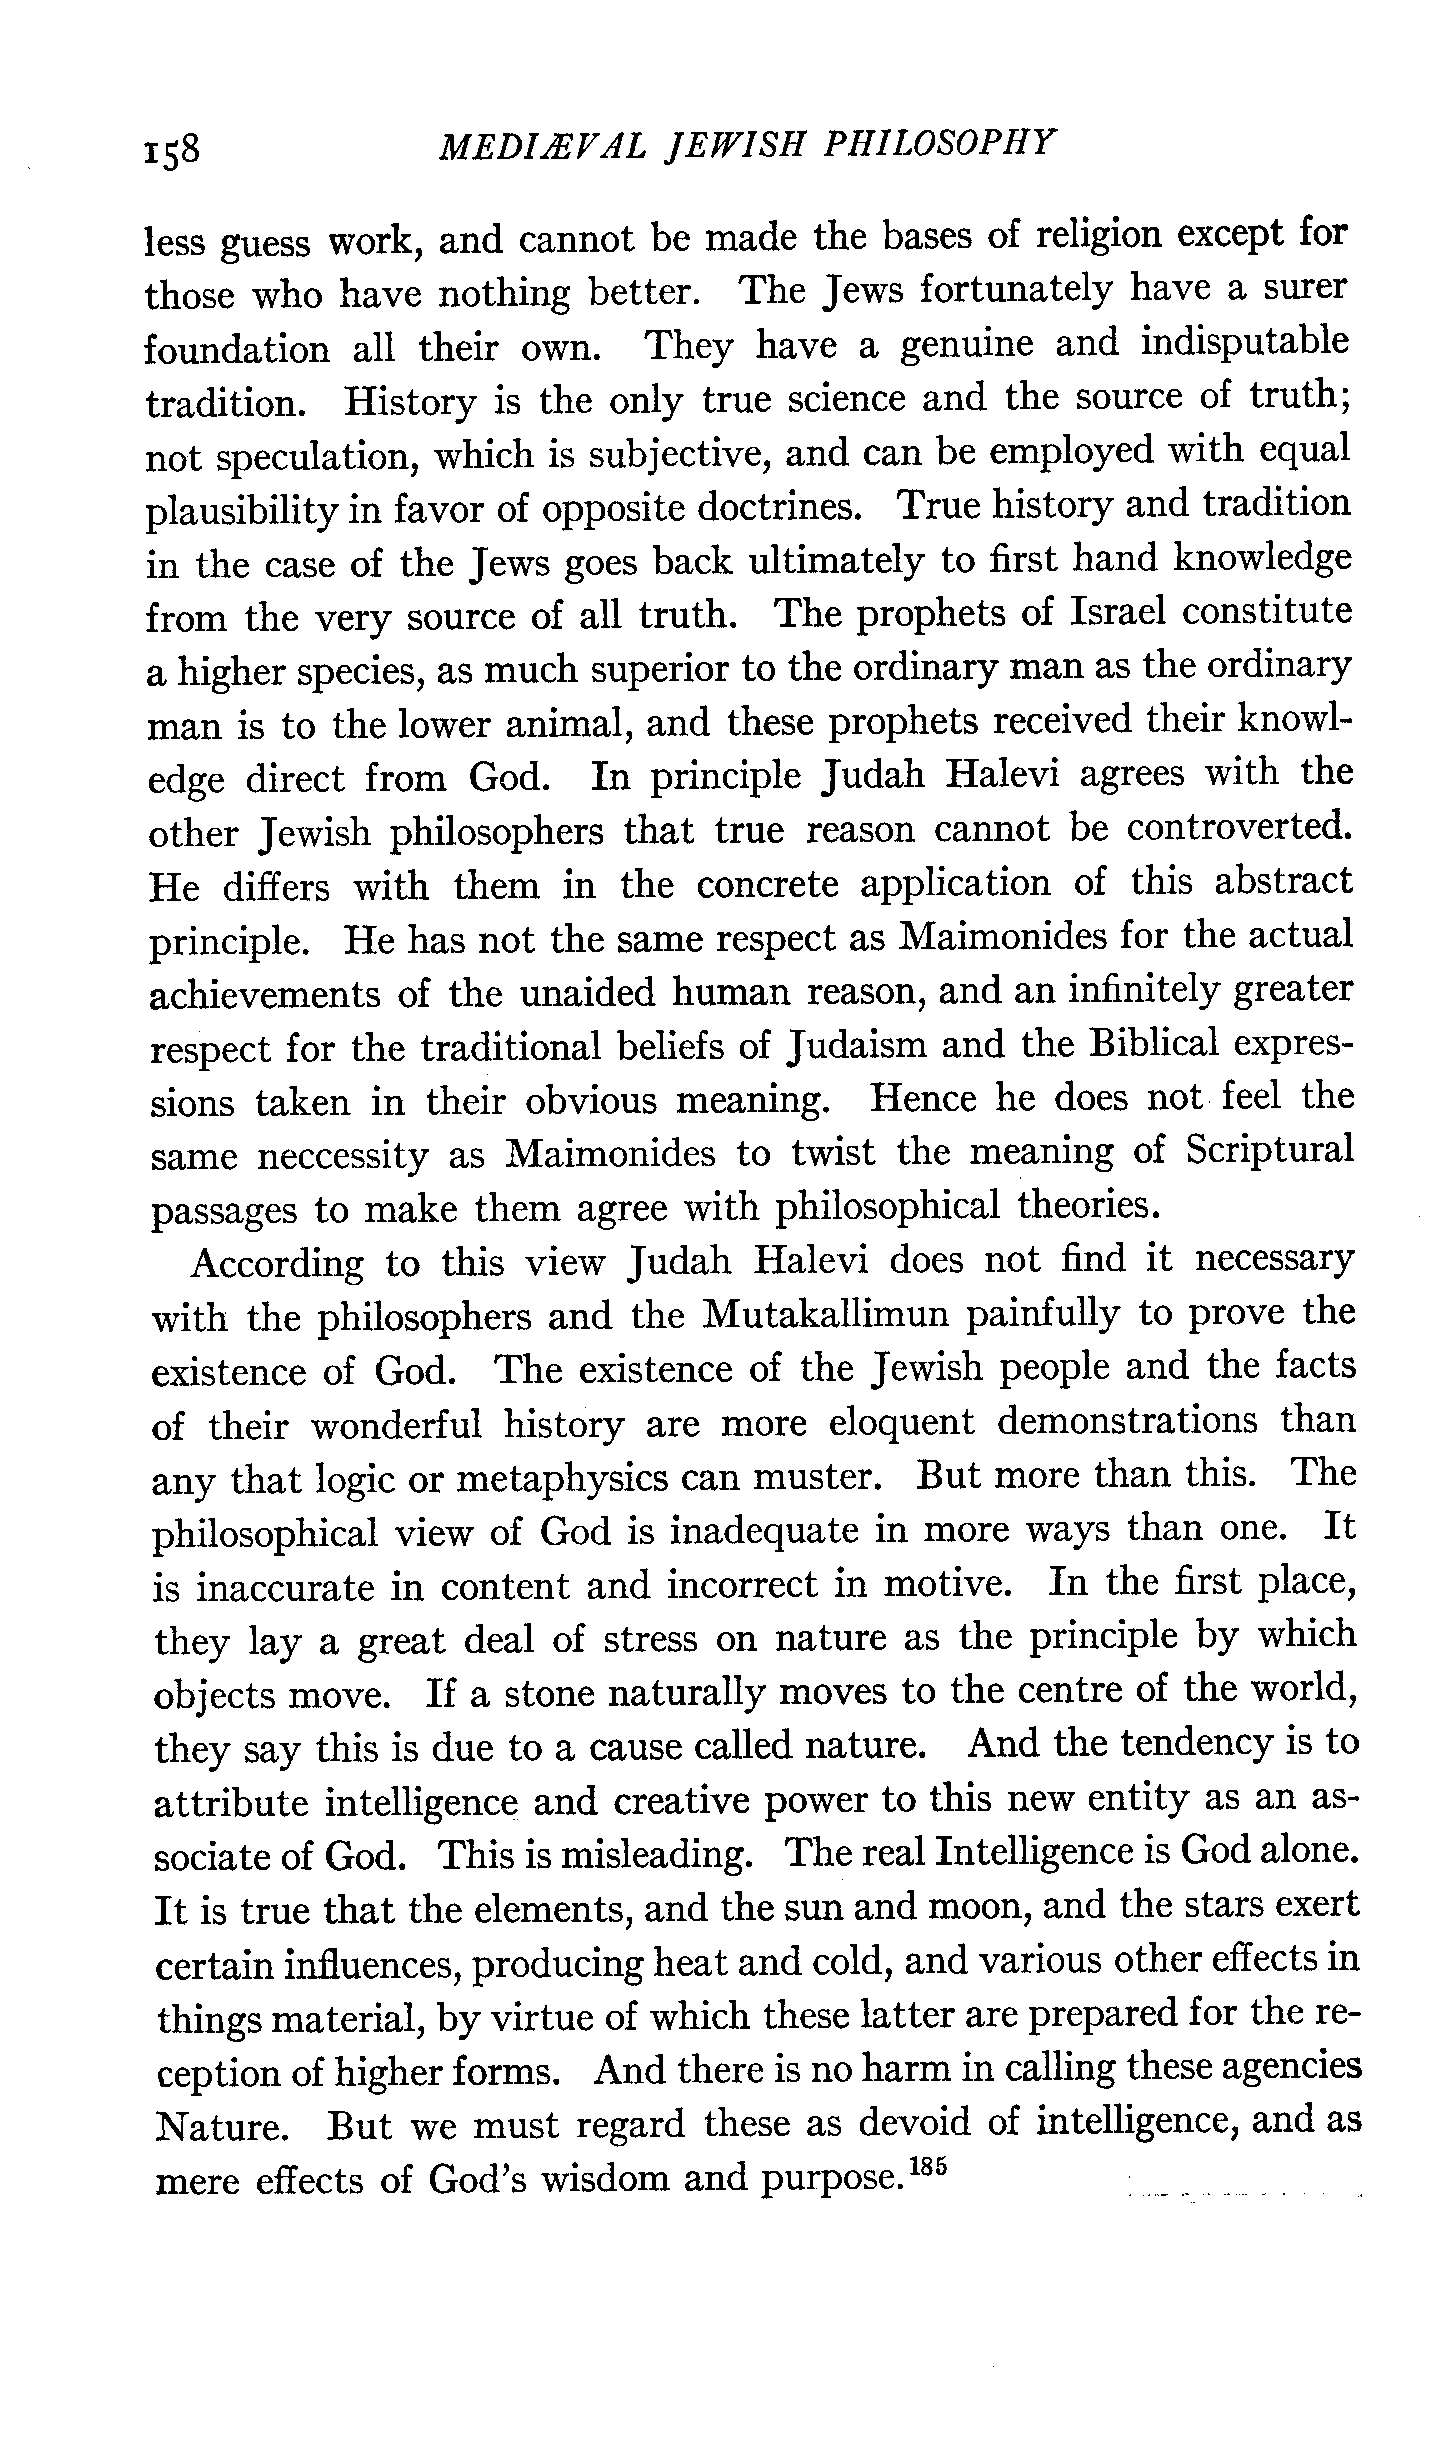 158 MEDIÆVAL JEWISH PHILOSOPHY
less guess work, and cannot be made the bases of religion except for
those who have nothing better. The Jews fortunately have a surer
foundation all their own. They have a genuine and indisputable
tradition. History is the only true science and the source of truth;
not speculation, which is subjective, and can be employed with equal
plausibility in favor of opposite doctrines. True history and tradition
in the case of the Jews goes back ultimately to first hand knowledge
from the very source of all truth. The prophets of Israel constitute
a higher species, as much superior to the ordinary man as the ordinary
man is to the lower animal, and these prophets received their knowl-
edge direct from God. In principle Judah Halevi agrees with the
other Jewish philosophers that true reason cannot be controverted.
He differs with them in the concrete application of this abstract
principle. He has not the same respect as Maimonides for the actual
achievements of the unaided human reason, and an infinitely greater
respect for the traditional beliefs of Judaism and the Biblical expres-
sions taken in their obvious meaning. Hence he does not feel the
same neccessity as Maimonides to twist the meaning of Scriptural
passages to make them agree with philosophical theories.
According to this view Judah Halevi does not find it necessary
with the philosophers and the Mutakallimun painfully to prove the
existence of God. The existence of the Jewish people and the facts
of their wonderful history are more eloquent demonstrations than
any that logic or metaphysics can muster. But more than this. The
philosophical view of God is inadequate in more ways than one. It
is inaccurate in content and incorrect in motive. In the first place,
they lay a great deal of stress on nature as the principle by which
objects move. If a stone naturally moves to the centre of the world,
they say this is due to a cause called nature. And the tendency is to
attribute intelligence and creative power to this new entity as an as-
sociate of God. This is misleading. The real Intelligence is God alone.
It is true that the elements, and the sun and moon, and the stars exert
certain influences, producing heat and cold, and various other effects in
things material, by virtue of which these latter are prepared for the re-
ception of higher forms. And there is no harm in calling these agencies
Nature. But we must regard these as devoid of intelligence, and as
mere effects of God's wisdom and purpose.185